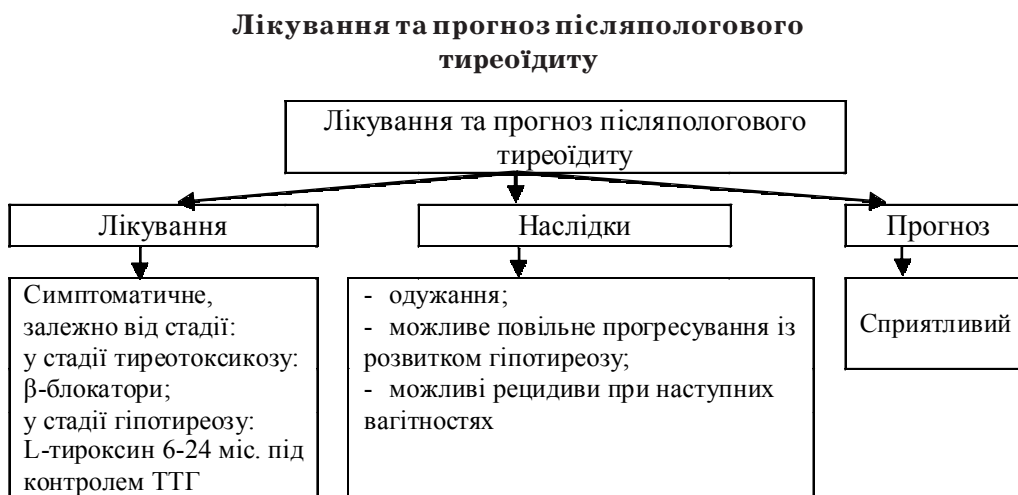 Лікування та прогноз післяпологового
тиреоїдиту
Лікування та прогноз післяпологового
тиреоїдиту
Лікування
Наслідки
Прогноз
Симптоматичне,
залежно від стадії:
у стадії тиреотоксикозу:
β-блокатори;
у стадії гіпотиреозу:
L-тироксин 6-24 міс. під
контролем ТТГ
- одужання;
- можливе повільне прогресування із
розвитком гіпотиреозу;
- можливі рецидиви при наступних
вагітностях
Сприятливий